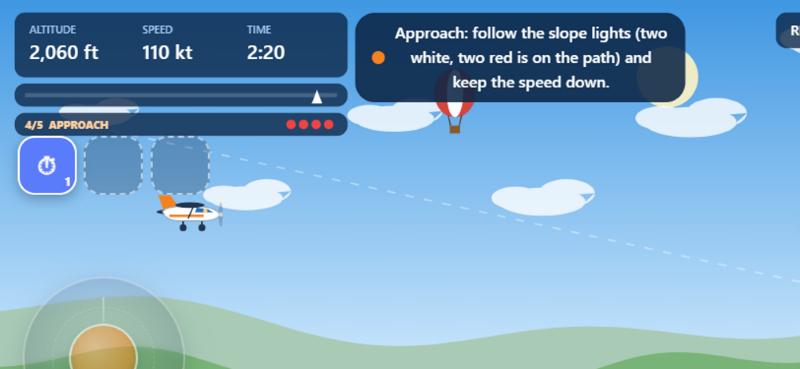 ALTITUDE SPEED TIME
2,060 ft 110 kt 2:20
Approach: follow the slope lights (two
white, two red is on the path) and
keep the speed down.
4/5 APPROACH
1